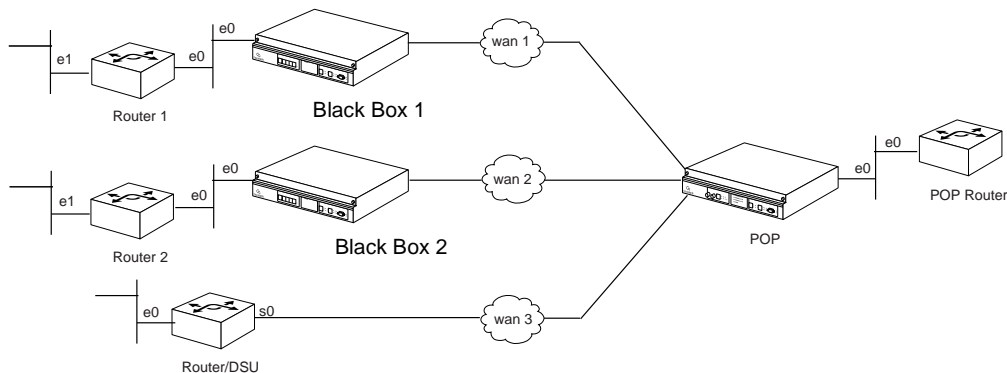 e0
wan 1
e1
e0
Router 1
Black Box 1
e0
e0
e0
wan 2
e1
e0
POP Router
Router 2
Black Box 2
POP
e0
s0
wan 3
Router/DSU